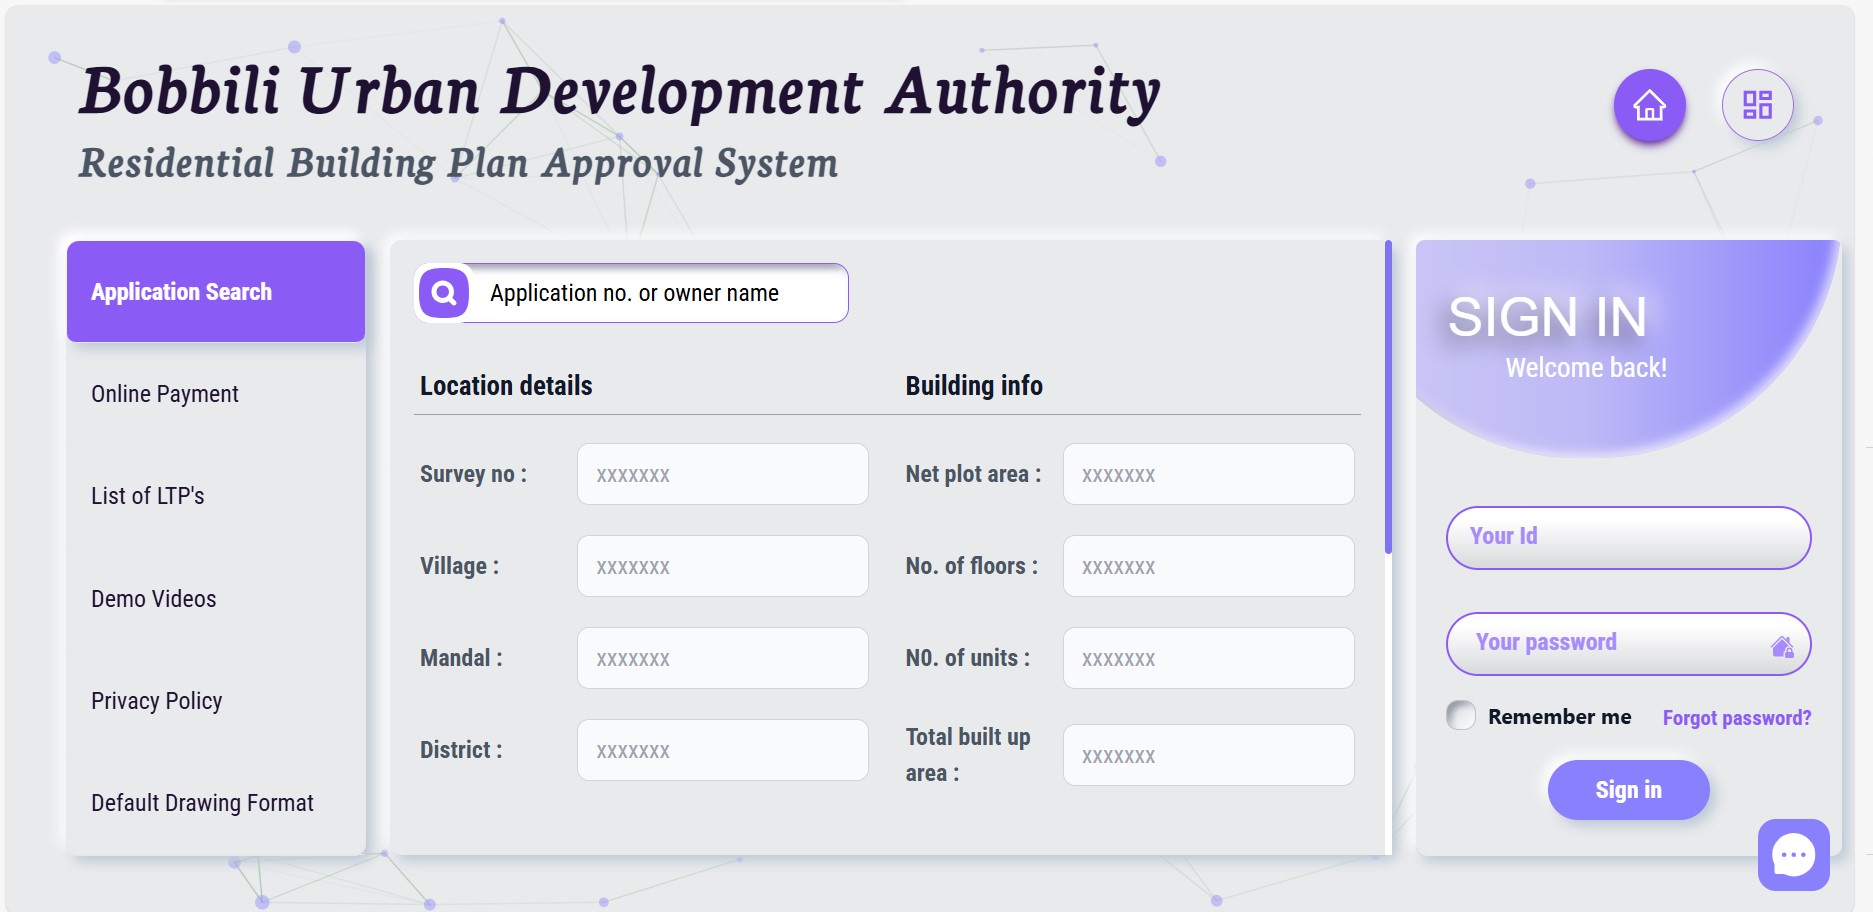 Bobbili Urban Development Authority
Residential Building Plan Approval System
Application Search
Online Payment
List of LTP's
Demo Videos
Privacy Policy
Default Drawing Format
Application no. or owner name
Location details
Survey no :
xxxxxxx
Village :
xxxxxxx
Mandal :
xxxxxxx
District :
xxxxxxx
Building info
Net plot area :
xxxxxxx
No. of floors :
xxxxxxx
N0. of units :
xxxxxxx
Total built up
area :
xxxxxxx
SIGN IN
Welcome back!
Your Id
Your password
Remember me
Forgot password?
Sign in